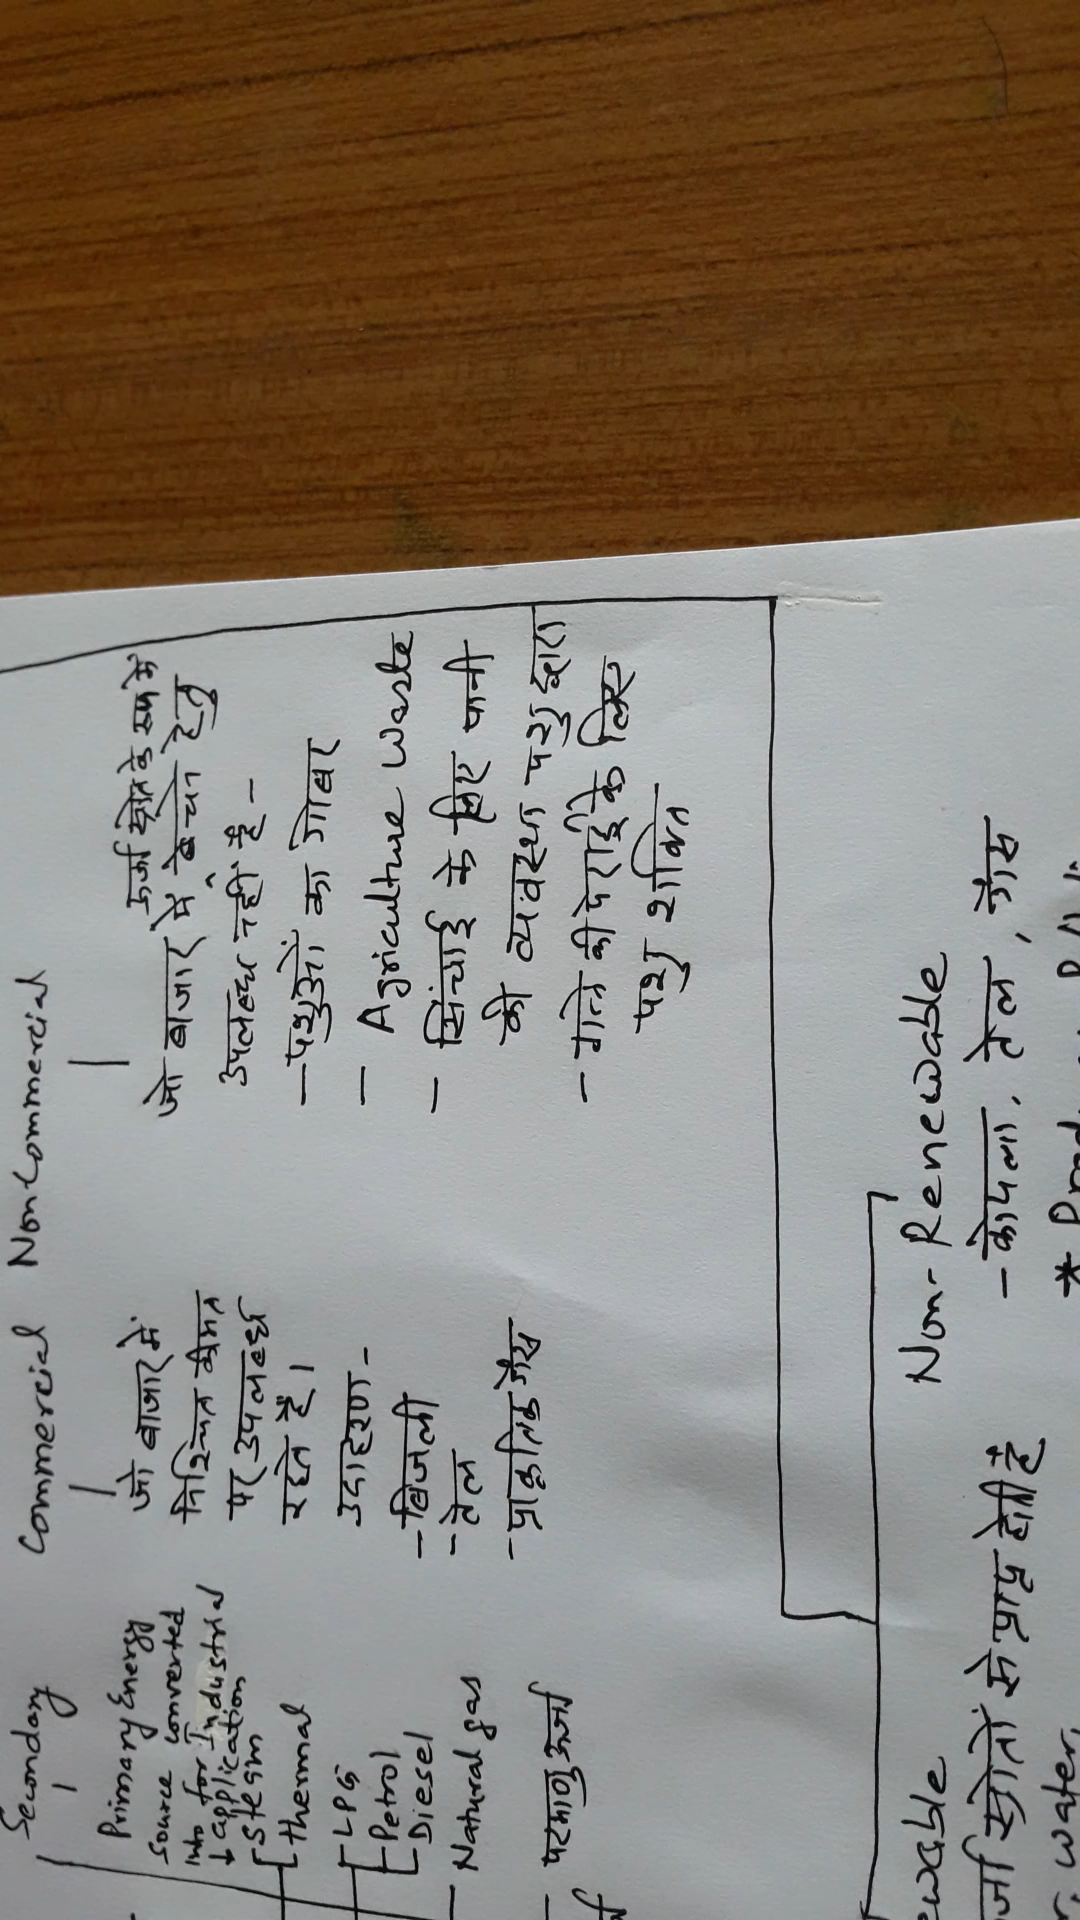 Secondary
Primary Energy
source converted
into for Industrial
↓ application
Steam
thermal
LPG
Petrol
Diesel
- Natural gas
- परमाणु ऊर्जा
Commercial
जो बाजार में
निश्चित कीमत
पर उपलब्ध
रहते हैं।
उदाहरण -
- बिजली
- तेल
- प्राकृतिक गैस
Non Commercial
ऊर्जा स्रोत के रूप में
जो बाजार में बेचा हेतु
उपलब्ध नहीं है -
- पशुओं का गोबर
- Agriculture waste
- सिंचाई के लिए पानी
की व्यवस्था पशु द्वारा
- गन्ने की पेराई के लिए
पशु शक्ति
ewable
र्जा स्रोतों से प्राप्त होती है
r, water,
Non-Renewable
- कोयला, तेल, गैस
*